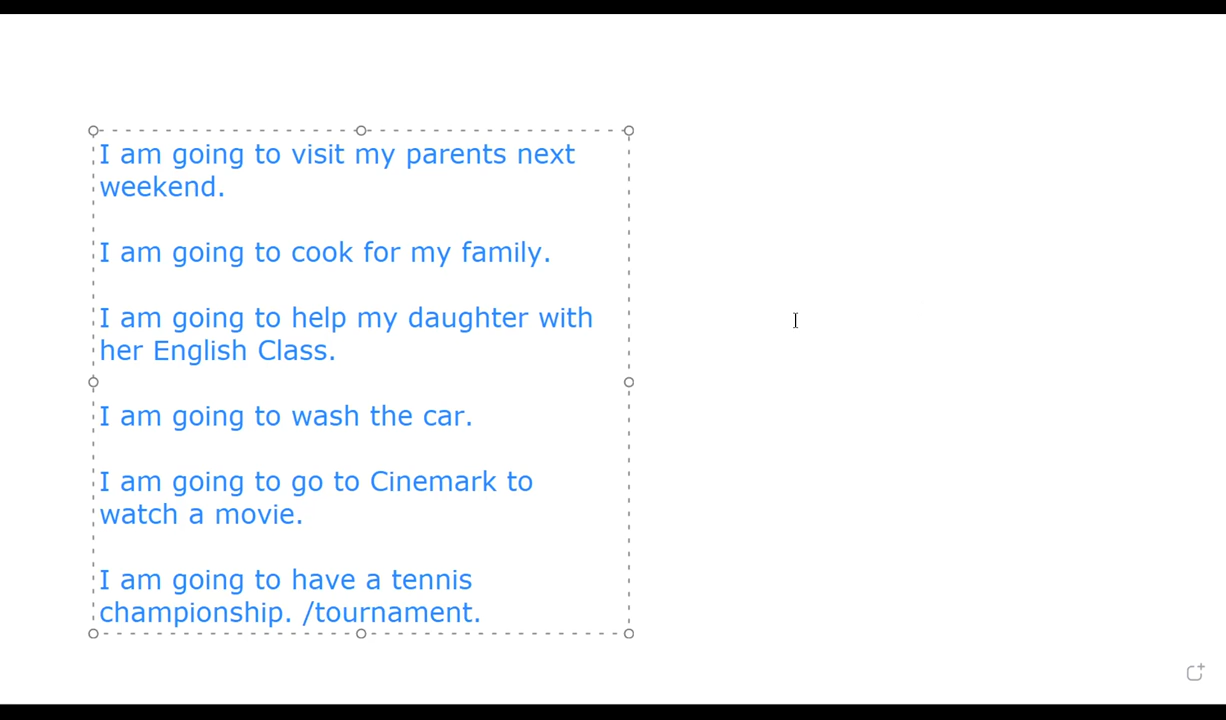 I am going to visit my parents next
weekend.
I am going to cook for my family.
I am going to help my daughter with
her English Class.
I am going to wash the car.
I am going to go to Cinemark to
watch a movie.
I am going to have a tennis
championship. /tournament.